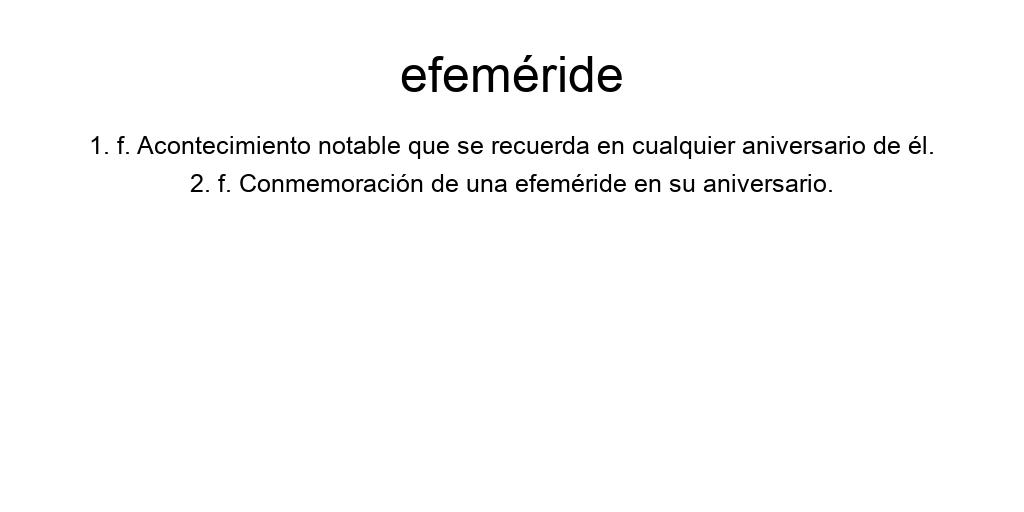 efeméride
1. f. Acontecimiento notable que se recuerda en cualquier aniversario de él.
2. f. Conmemoración de una efeméride en su aniversario.